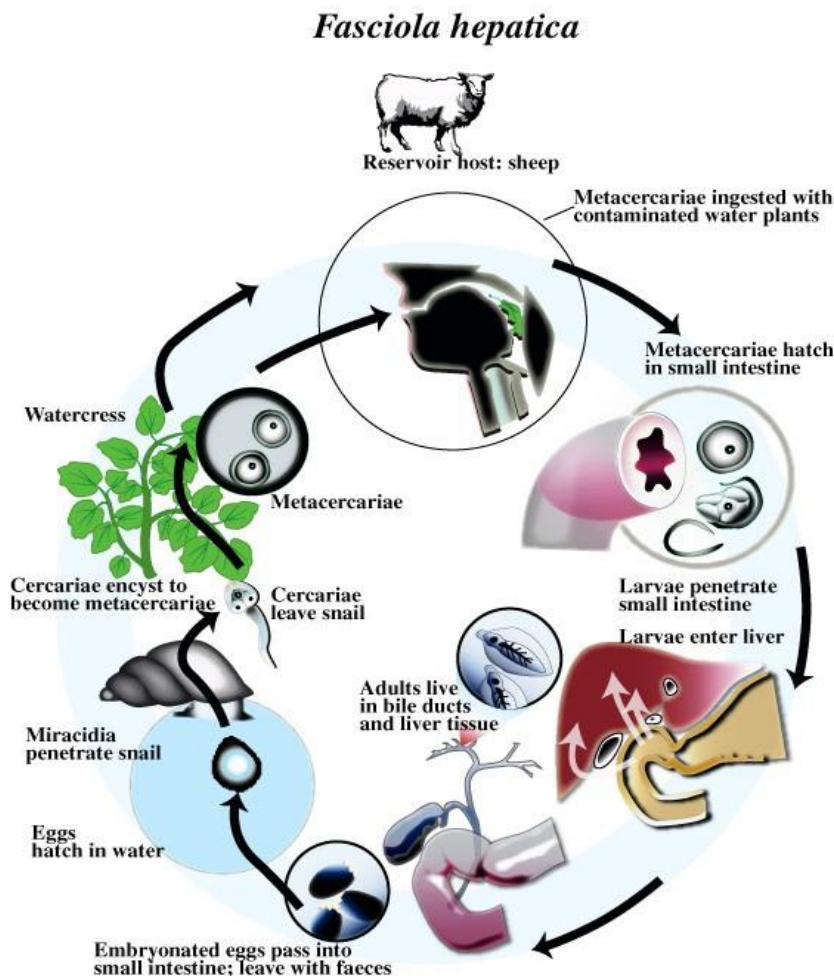 Fasciola hepatica
Reservoir host: sheep
Metacercariae ingested with
contaminated water plants
Metacercariae hatch
in small intestine
Watercress
Metacercariae
Cercariae encyst to
become metacercariae
Cercariae
leave snail
Larvae penetrate
small intestine
Larvae enter liver
Adults live
in bile ducts
and liver tissue
Miracidia
penetrate snail
Eggs
hatch in water
Embryonated eggs pass into
small intestine; leave with faeces